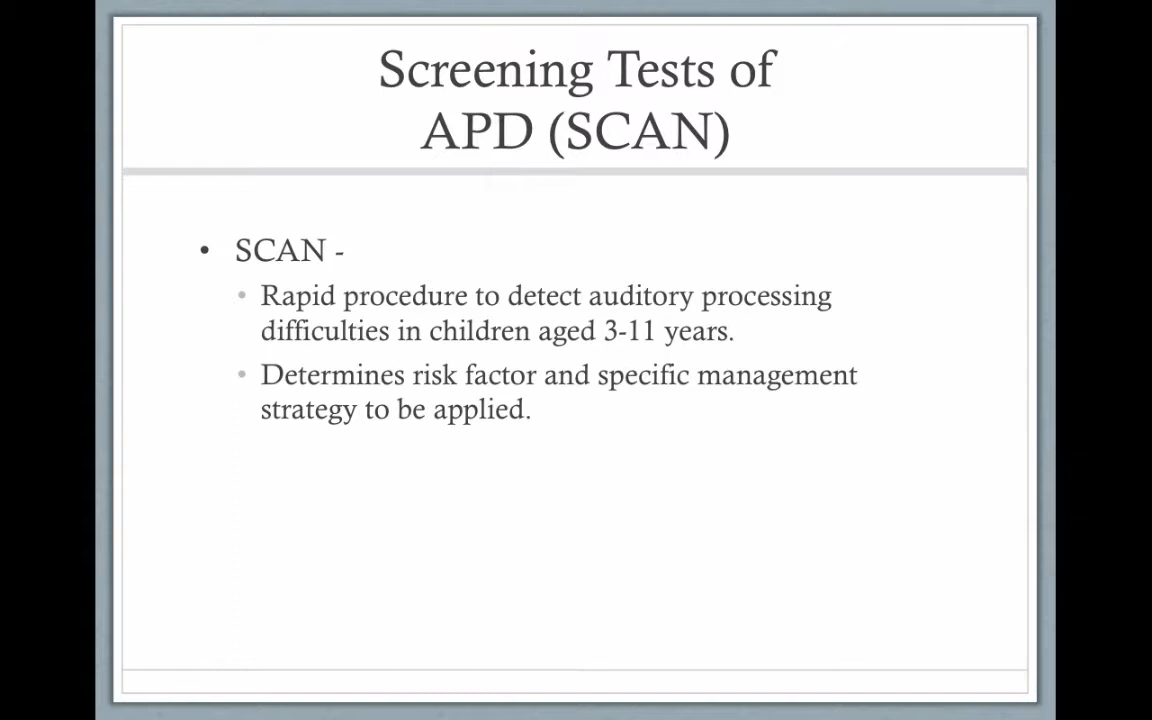 Screening Tests of
APD (SCAN)
• SCAN -
• Rapid procedure to detect auditory processing
difficulties in children aged 3-11 years.
• Determines risk factor and specific management
strategy to be applied.